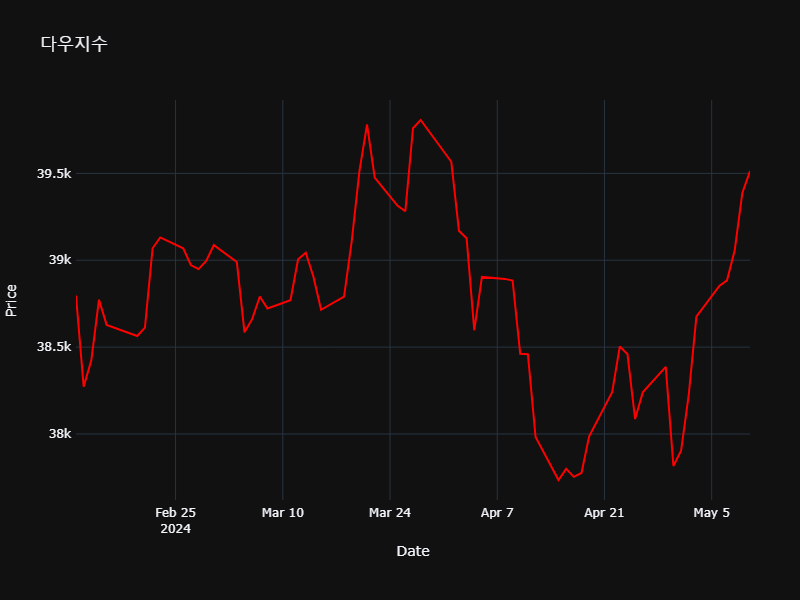 다우지수
39.5k
39k
38.5k
38k
Price
Feb 25
2024
Mar 10
Mar 24
Apr 7
Apr 21
May 5
Date